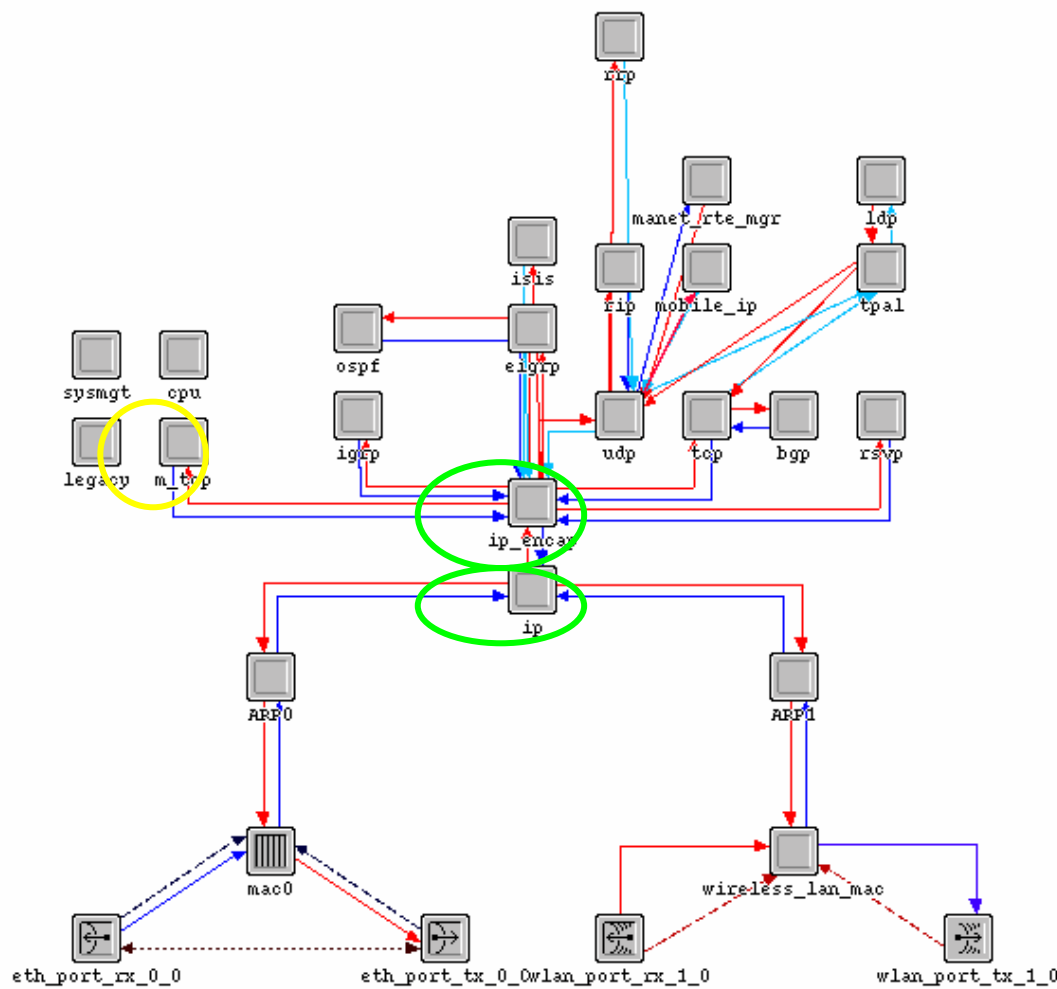 manet_rte_mgr
ldp
isis
rip
mobile_ip
tpal
ospf
eigrp
sysmgt
cpu
igrp
udp
tcp
bgp
rsvp
legacy
m_tcp
ip_encap
ip
ARP0
ARP1
mac0
wireless_lan_mac
eth_port_rx_0_0
eth_port_tx_0_0
wlan_port_rx_1_0
wlan_port_tx_1_0